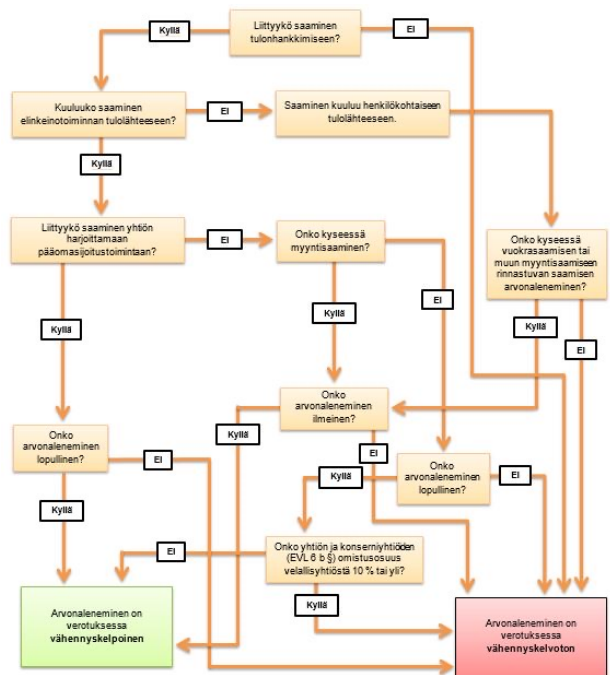 Liittyykö saaminen
tulonhankkimiseen?
Kyllä
EI
Kuuluuko saaminen
elinkeinotoiminnan tulolähteeseen?
EI
Saaminen kuuluu henkilökohtaiseen
tulolähteeseen.
Kyllä
Liittyykö saaminen yhtiön
harjoittamaan
pääomasijoitustoimintaan?
EI
Onko kyseessä
myyntisaaminen?
Onko kyseessä
vuokrasaamisen tai
muun myyntisaamiseen
rinnastuvan saamisen
arvonaleneminen?
EI
Kyllä
Kyllä
Kyllä
EI
Onko
arvonaleneminen
ilmeinen?
Kyllä
EI
Onko
arvonaleneminen
lopullinen?
EI
Onko
arvonaleneminen
lopullinen?
Kyllä
EI
Kyllä
Onko yhtiön ja konserniyhtiöiden
(EVL 6 b §) omistusosuus
velallisyhtiöstä 10 % tai yli?
EI
Kyllä
Arvonaleneminen on
verotuksessa
vähennyskelpoinen
Arvonaleneminen on
verotuksessa
vähennyskelvoton